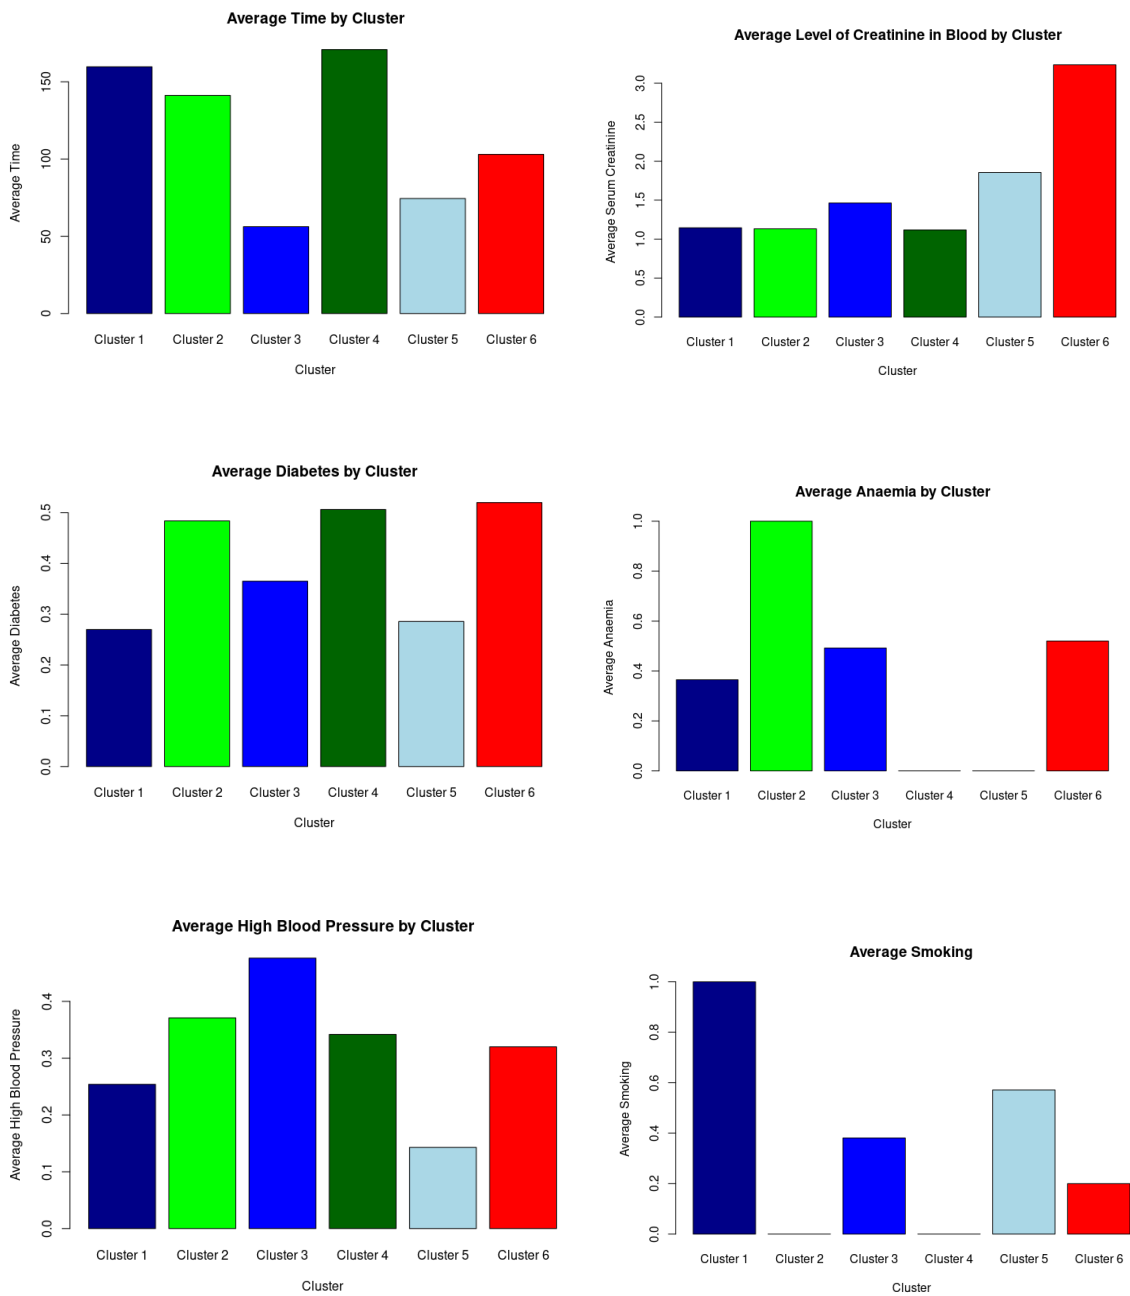 Average Time by Cluster
Average Time
150
100
50
0
Cluster 1 Cluster 2 Cluster 3 Cluster 4 Cluster 5 Cluster 6
Cluster
Average Level of Creatinine in Blood by Cluster
Average Serum Creatinine
3.0
2.5
2.0
1.5
1.0
0.5
0.0
Cluster 1 Cluster 2 Cluster 3 Cluster 4 Cluster 5 Cluster 6
Cluster
Average Diabetes by Cluster
Average Diabetes
0.5
0.4
0.3
0.2
0.1
0.0
Cluster 1 Cluster 2 Cluster 3 Cluster 4 Cluster 5 Cluster 6
Cluster
Average Anaemia by Cluster
Average Anaemia
1.0
0.8
0.6
0.4
0.2
0.0
Cluster 1 Cluster 2 Cluster 3 Cluster 4 Cluster 5 Cluster 6
Cluster
Average High Blood Pressure by Cluster
Average High Blood Pressure
0.4
0.3
0.2
0.1
0.0
Cluster 1 Cluster 2 Cluster 3 Cluster 4 Cluster 5 Cluster 6
Cluster
Average Smoking
Average Smoking
1.0
0.8
0.6
0.4
0.2
0.0
Cluster 1 Cluster 2 Cluster 3 Cluster 4 Cluster 5 Cluster 6
Cluster